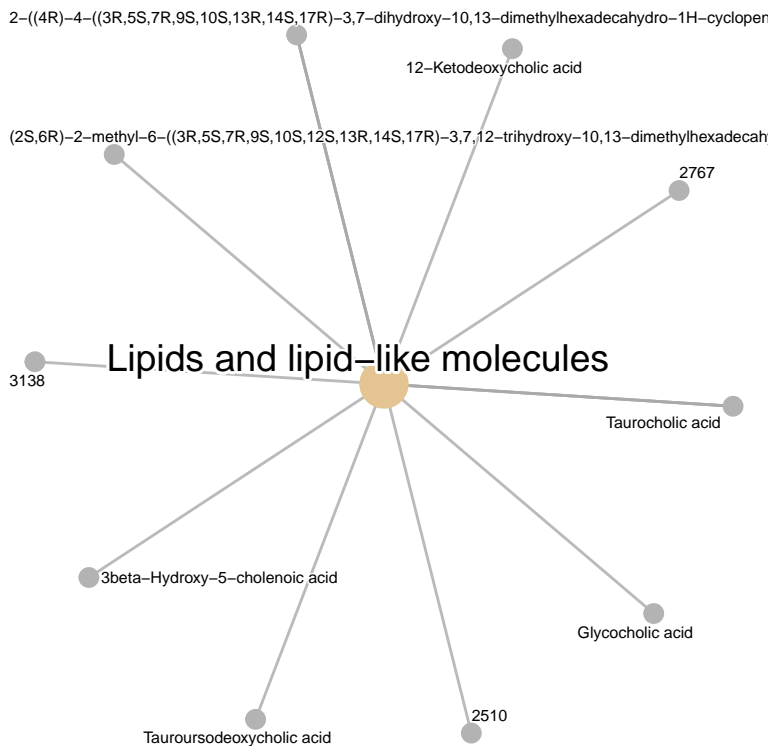 2−((4R)−4−((3R,5S,7R,9S,10S,13R,14S,17R)−3,7−dihydroxy−10,13−dimethylhexadecahydro−1H−cyclopen
12−Ketodeoxycholic acid
(2S,6R)−2−methyl−6−((3R,5S,7R,9S,10S,12S,13R,14S,17R)−3,7,12−trihydroxy−10,13−dimethylhexadecahy
2767
Lipids and lipid−like molecules
3138
Taurocholic acid
3beta−Hydroxy−5−cholenoic acid
Glycocholic acid
2510
Tauroursodeoxycholic acid